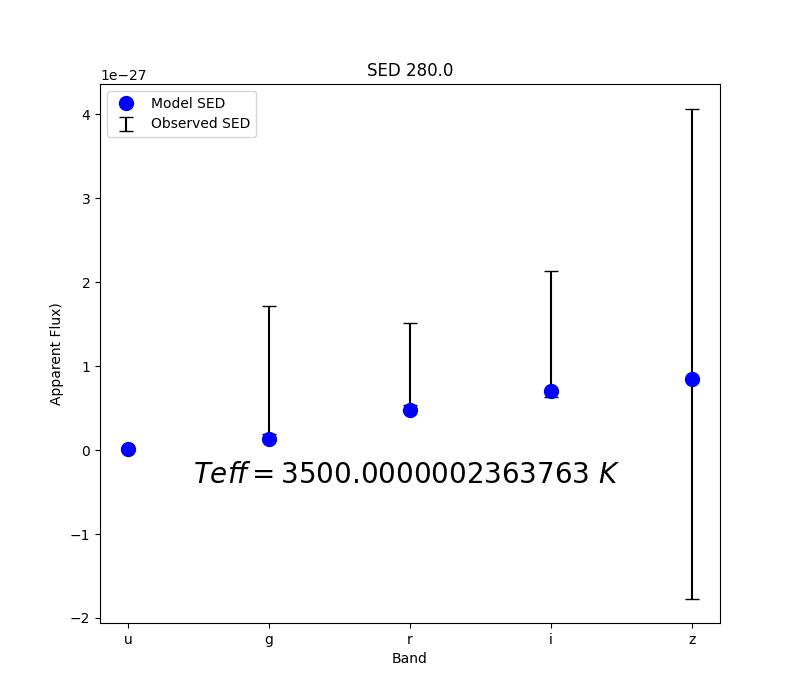 SED 280.0
1e−27
Model SED
Observed SED
4
3
2
1
0
−1
−2
Apparent Flux)
Teff = 3500.0000002363763 K
u g r i z
Band